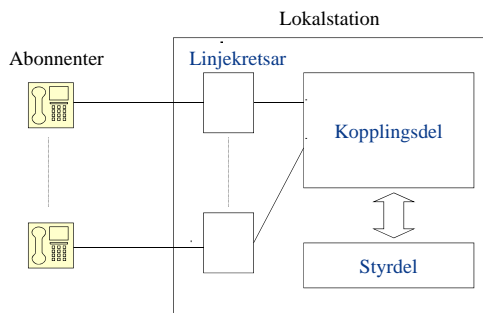 Lokalstation
Abonnenter
Linjekretsar
Kopplingsdel
Styrdel